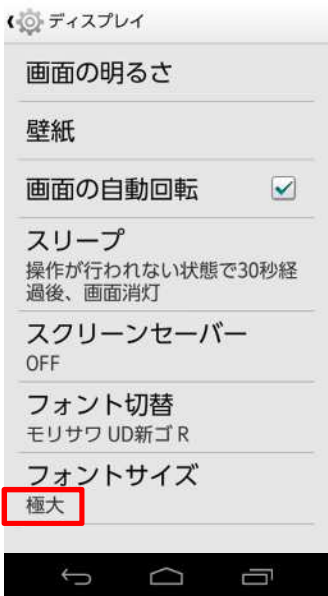 ディスプレイ
画面の明るさ
壁紙
画面の自動回転
スリープ
操作が行われない状態で30秒経
過後、画面消灯
スクリーンセーバー
OFF
フォント切替
モリサワ UD新ゴ R
フォントサイズ
極大